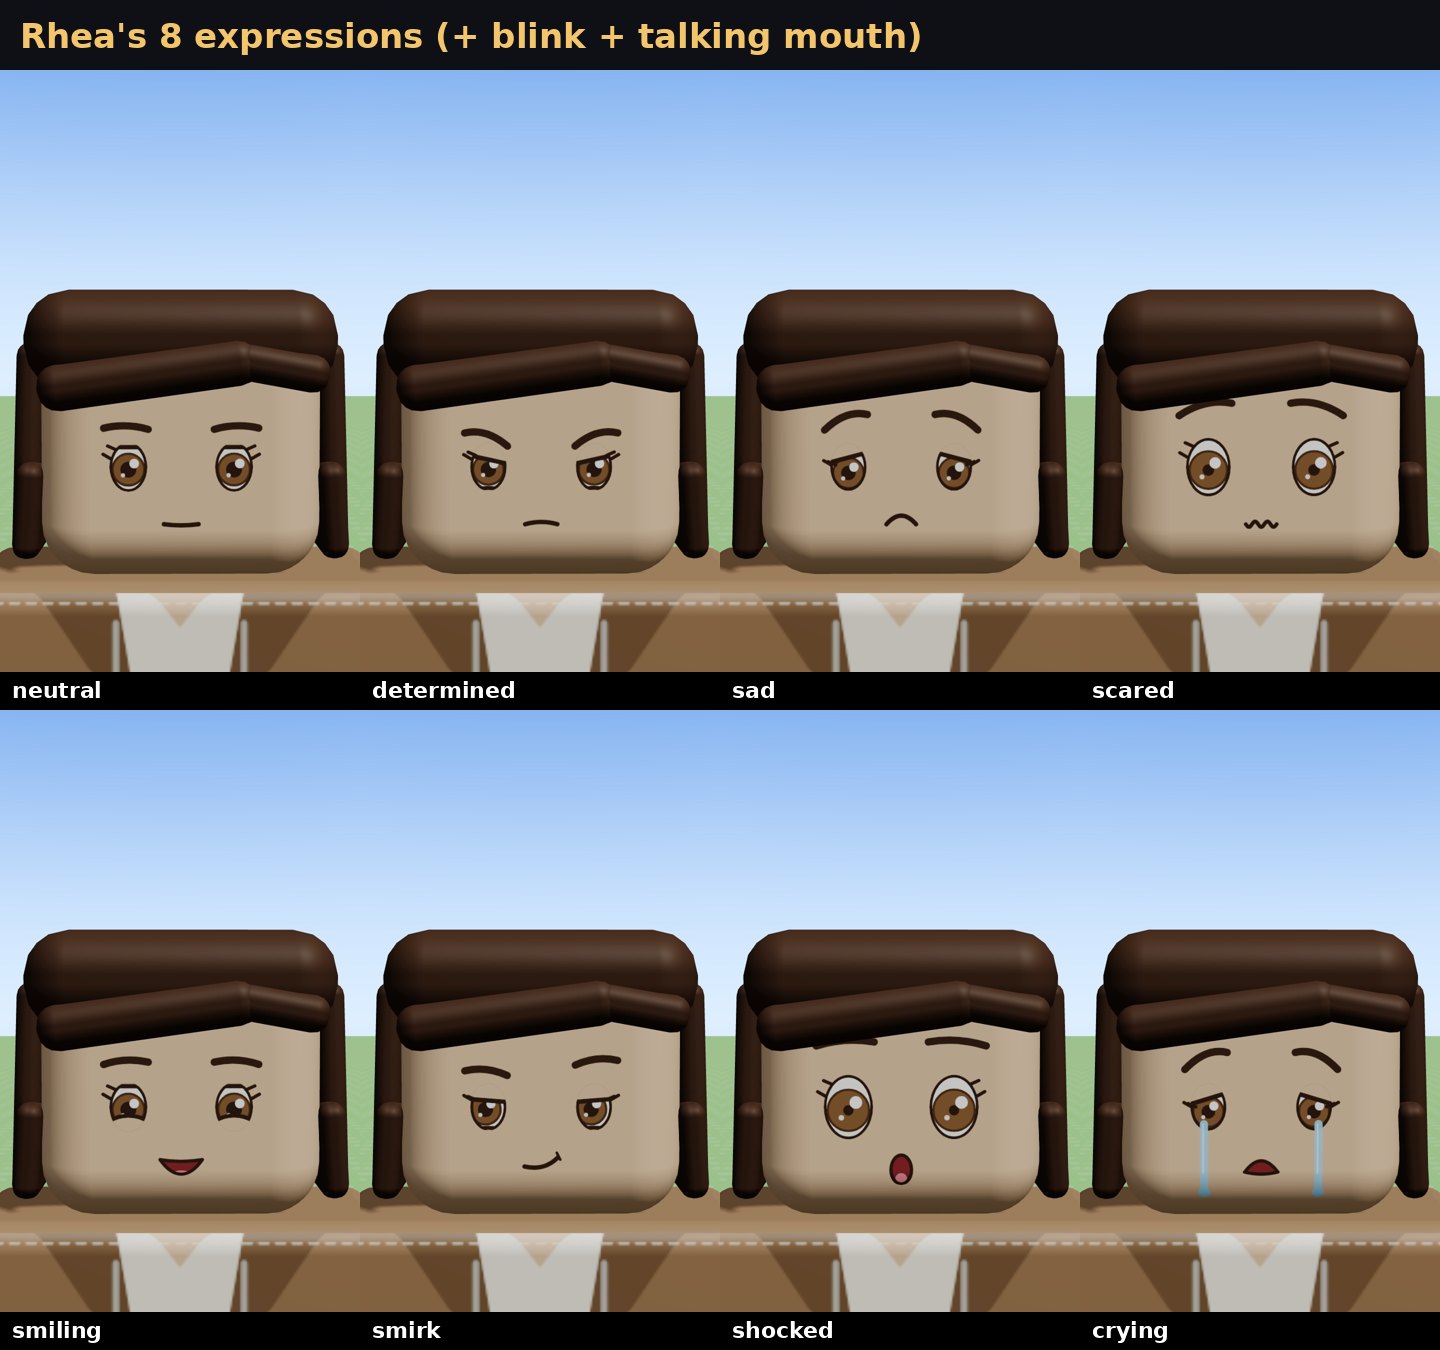 Rhea's 8 expressions (+ blink + talking mouth)
neutral determined sad scared
smiling smirk shocked crying